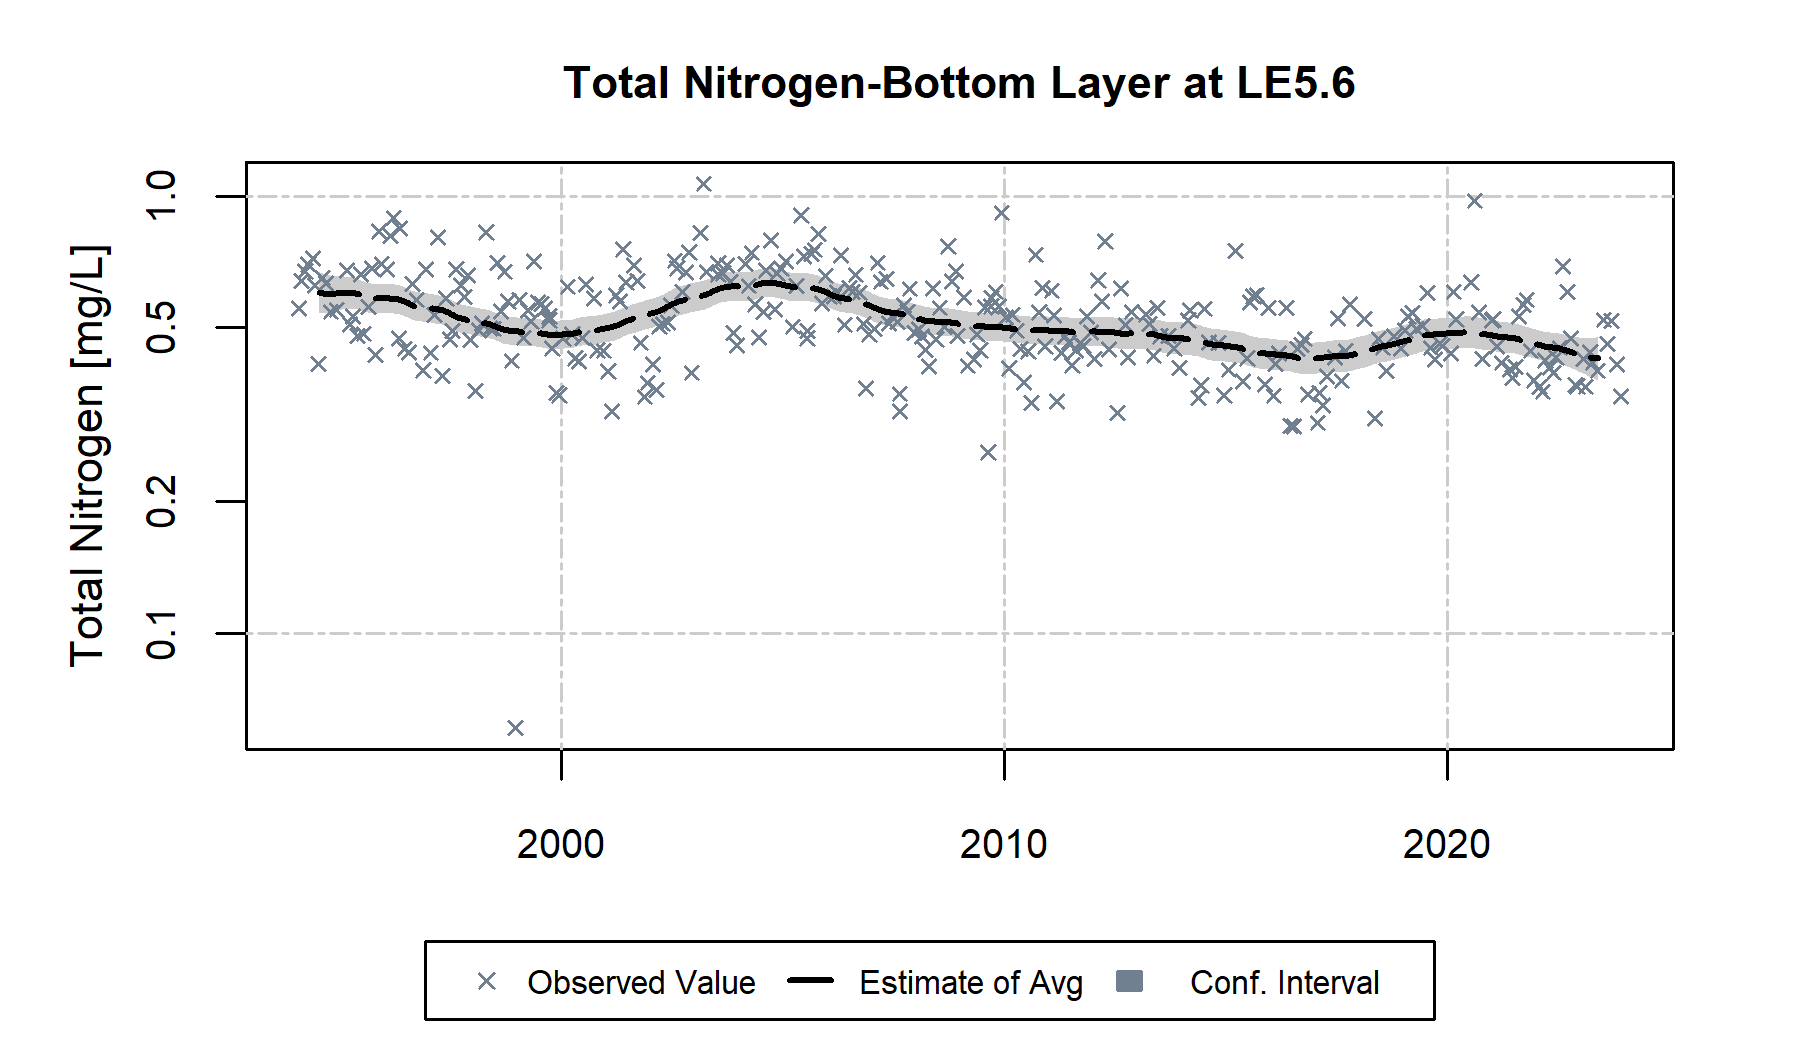 Total Nitrogen-Bottom Layer at LE5.6
Total Nitrogen [mg/L]
1.0
0.5
0.2
0.1
2000
2010
2020
Observed Value
Estimate of Avg
Conf. Interval